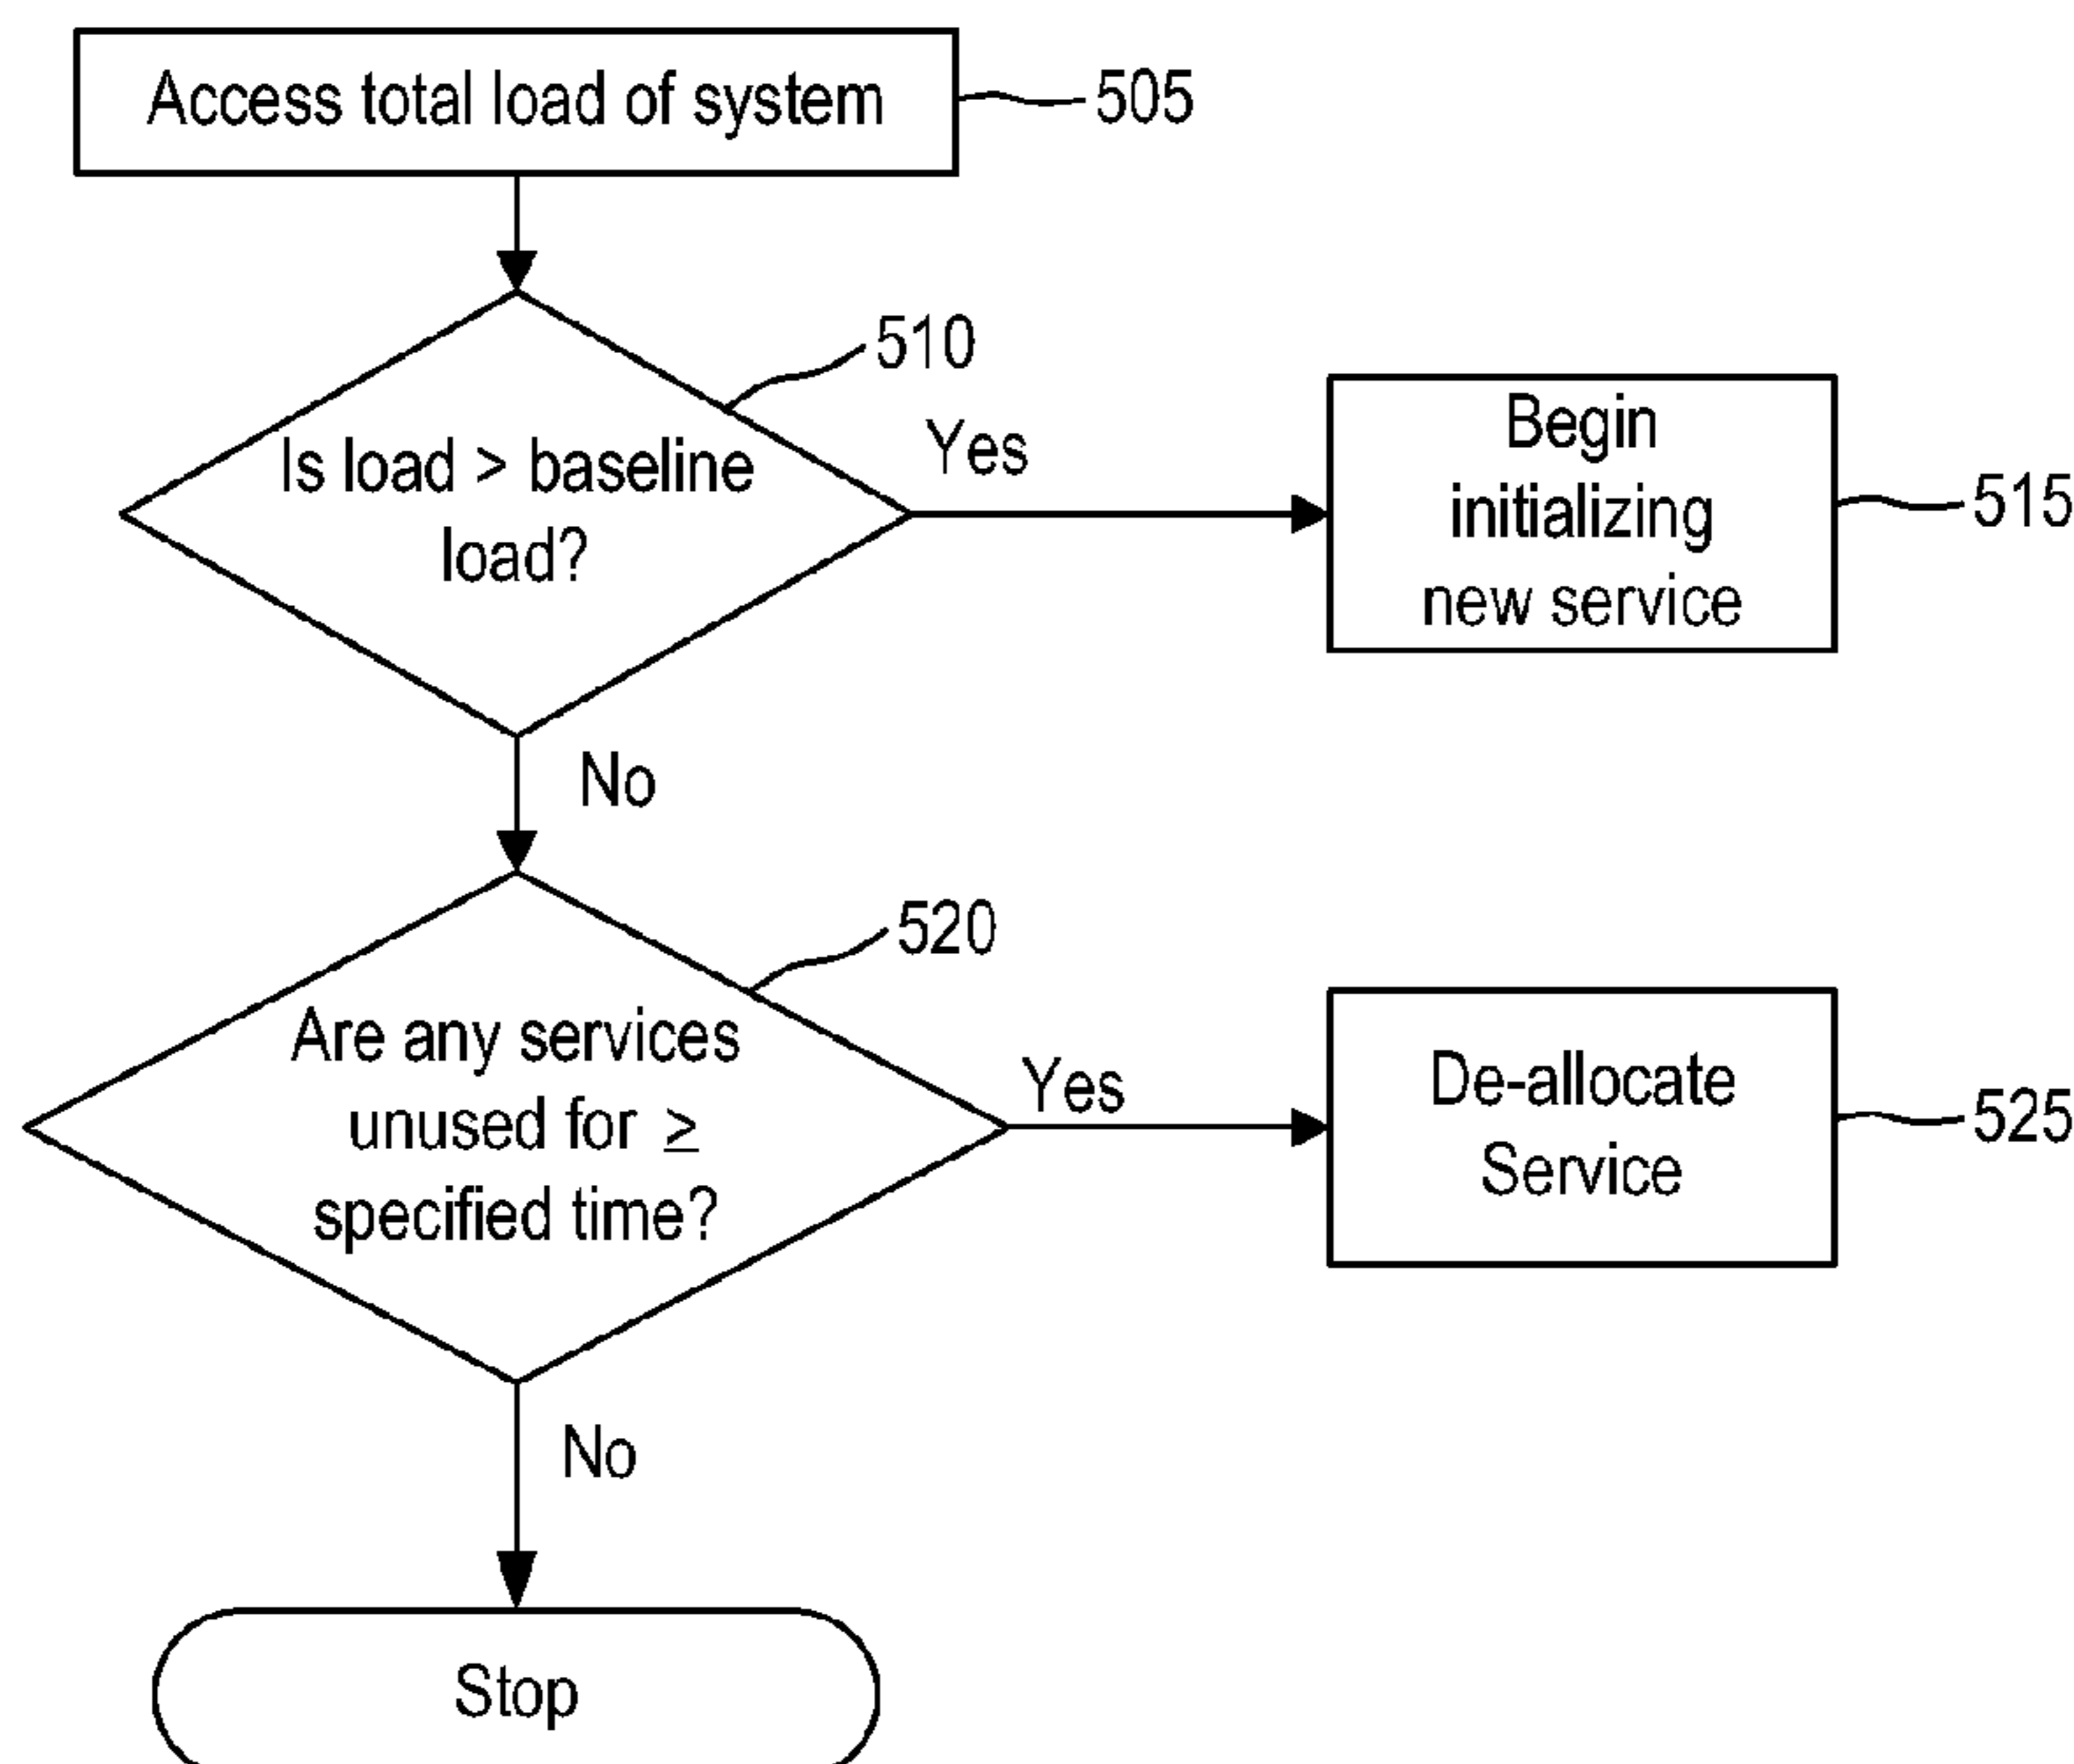 Access total load of system
505
510
Is load > baseline
load?
Yes
Begin
initializing
new service
515
No
520
Are any services
unused for ≥
specified time?
Yes
De-allocate
Service
525
No
Stop